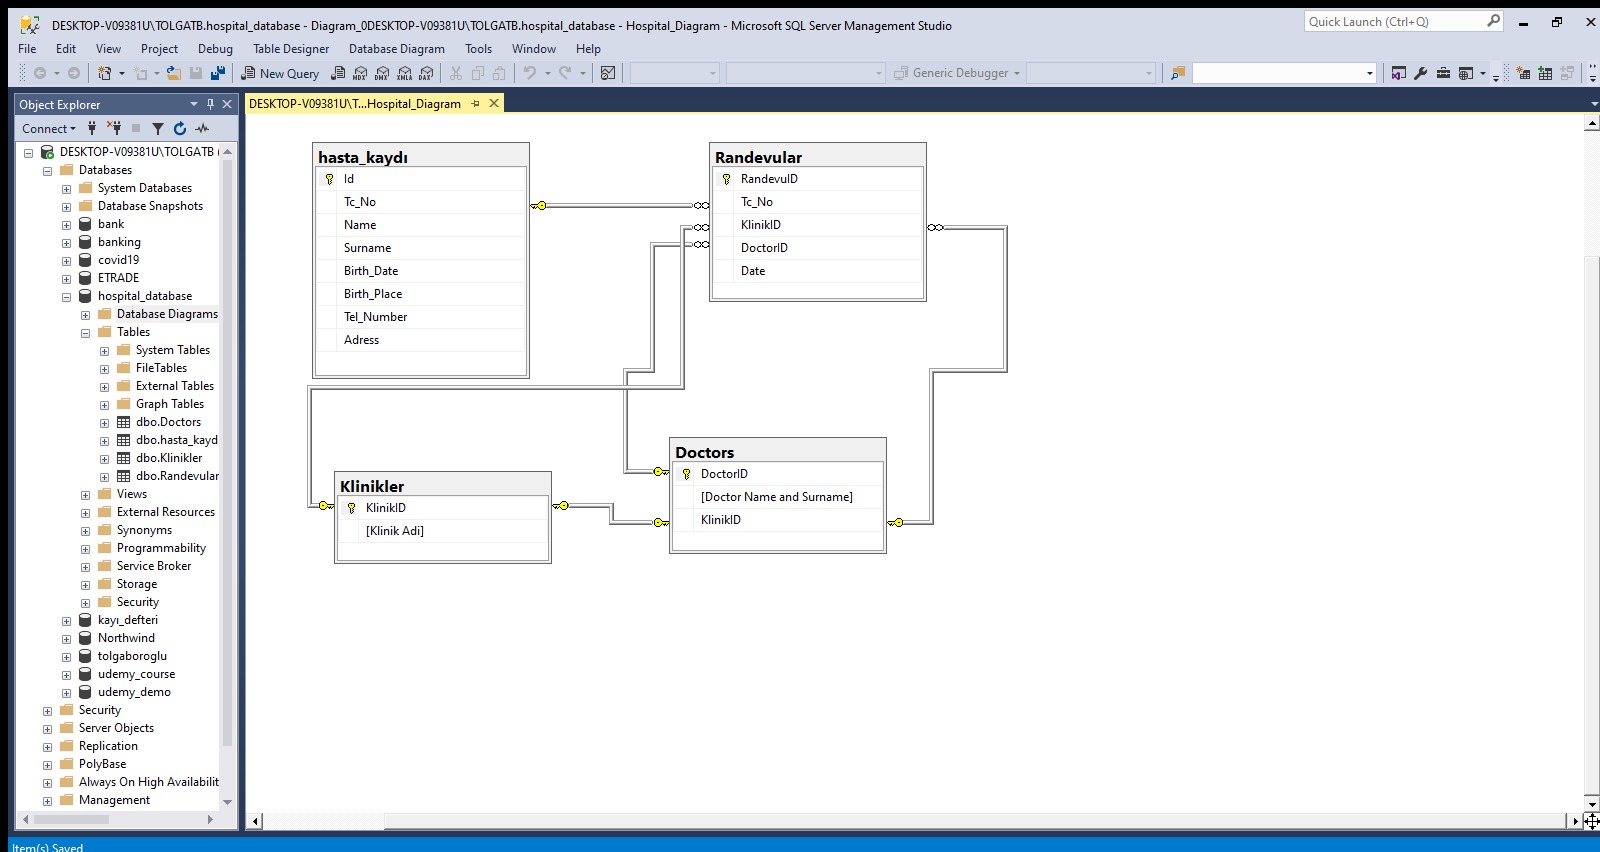 DESKTOP-V09381U\TOLGATB.hospital_database - Diagram_0DESKTOP-V09381U\TOLGATB.hospital_database - Hospital_Diagram - Microsoft SQL Server Management Studio
Quick Launch (Ctrl+Q)
File Edit View Project Debug Table Designer Database Diagram Tools Window Help
New Query MDX DMX XMLA DAX Generic Debugger
Object Explorer
DESKTOP-V09381U\T...Hospital_Diagram
Connect
DESKTOP-V09381U\TOLGATB (
Databases
System Databases
Database Snapshots
bank
banking
covid19
ETRADE
hospital_database
Database Diagrams
Tables
System Tables
FileTables
External Tables
Graph Tables
dbo.Doctors
dbo.hasta_kayd
dbo.Klinikler
dbo.Randevular
Views
External Resources
Synonyms
Programmability
Service Broker
Storage
Security
kayı_defteri
Northwind
tolgaboroglu
udemy_course
udemy_demo
Security
Server Objects
Replication
PolyBase
Always On High Availabilit
Management
hasta_kaydı
Id
Tc_No
Name
Surname
Birth_Date
Birth_Place
Tel_Number
Adress
Randevular
RandevuID
Tc_No
KlinikID
DoctorID
Date
Klinikler
KlinikID
[Klinik Adi]
Doctors
DoctorID
[Doctor Name and Surname]
KlinikID
Item(s) Saved